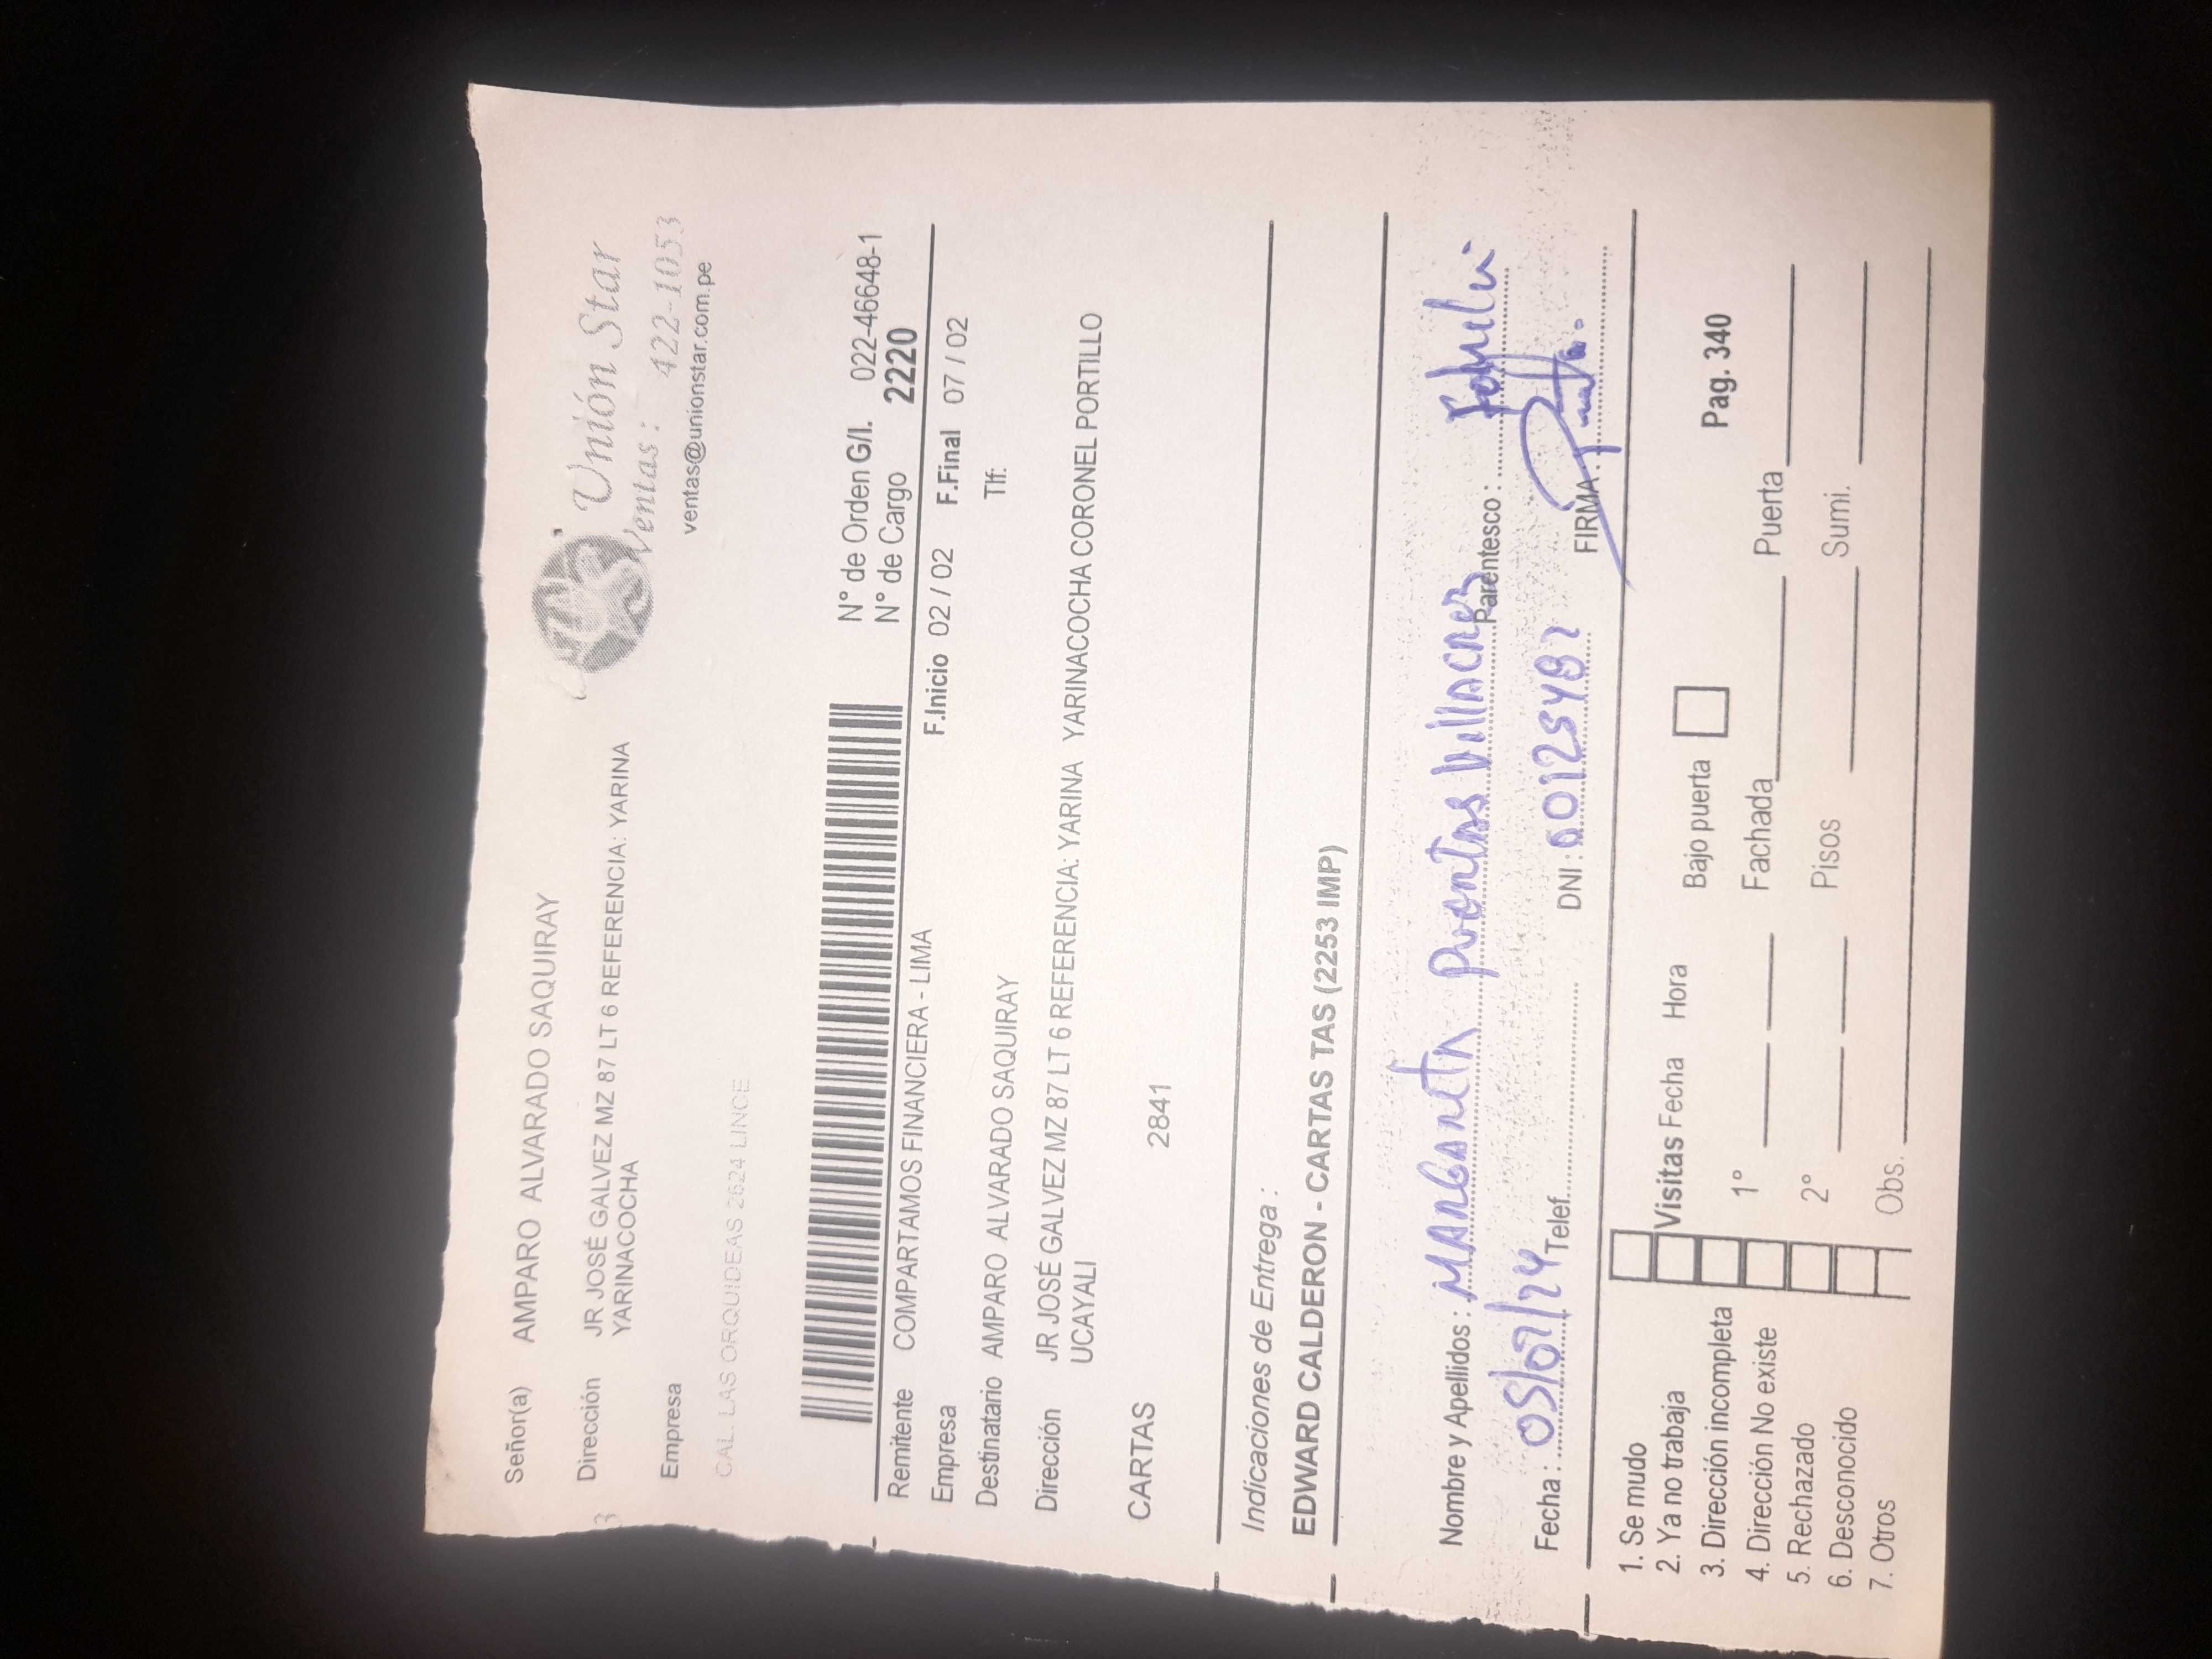 Unión Star
Ventas: 422-1053
ventas@unionstar.com.pe
Señor(a) AMPARO ALVARADO SAQUIRAY
Dirección JR JOSÉ GALVEZ MZ 87 LT 6 REFERENCIA: YARINA
YARINACOCHA
3
Empresa
CAL. LAS ORQUIDEAS 2624 LINCE
N° de Orden G/I. 022-46648-1
N° de Cargo 2220
Remitente COMPARTAMOS FINANCIERA - LIMA
F.Inicio 02 / 02 F.Final 07 / 02
Empresa
Destinatario AMPARO ALVARADO SAQUIRAY Tlf:
Dirección JR JOSÉ GALVEZ MZ 87 LT 6 REFERENCIA: YARINA YARINACOCHA CORONEL PORTILLO
UCAYALI
CARTAS 2841
Indicaciones de Entrega :
EDWARD CALDERON - CARTAS TAS (2253 IMP)
Nombre y Apellidos : MARGARETA Puentas Villacrez Parentesco :
Fecha : 05/02/24 Telef. DNI : 60125482 FIRMA :
1. Se mudo
2. Ya no trabaja Visitas Fecha Hora Bajo puerta
3. Dirección incompleta Pag. 340
4. Dirección No existe 1° Fachada Puerta
5. Rechazado
6. Desconocido 2° Pisos Sumi.
7. Otros Obs.